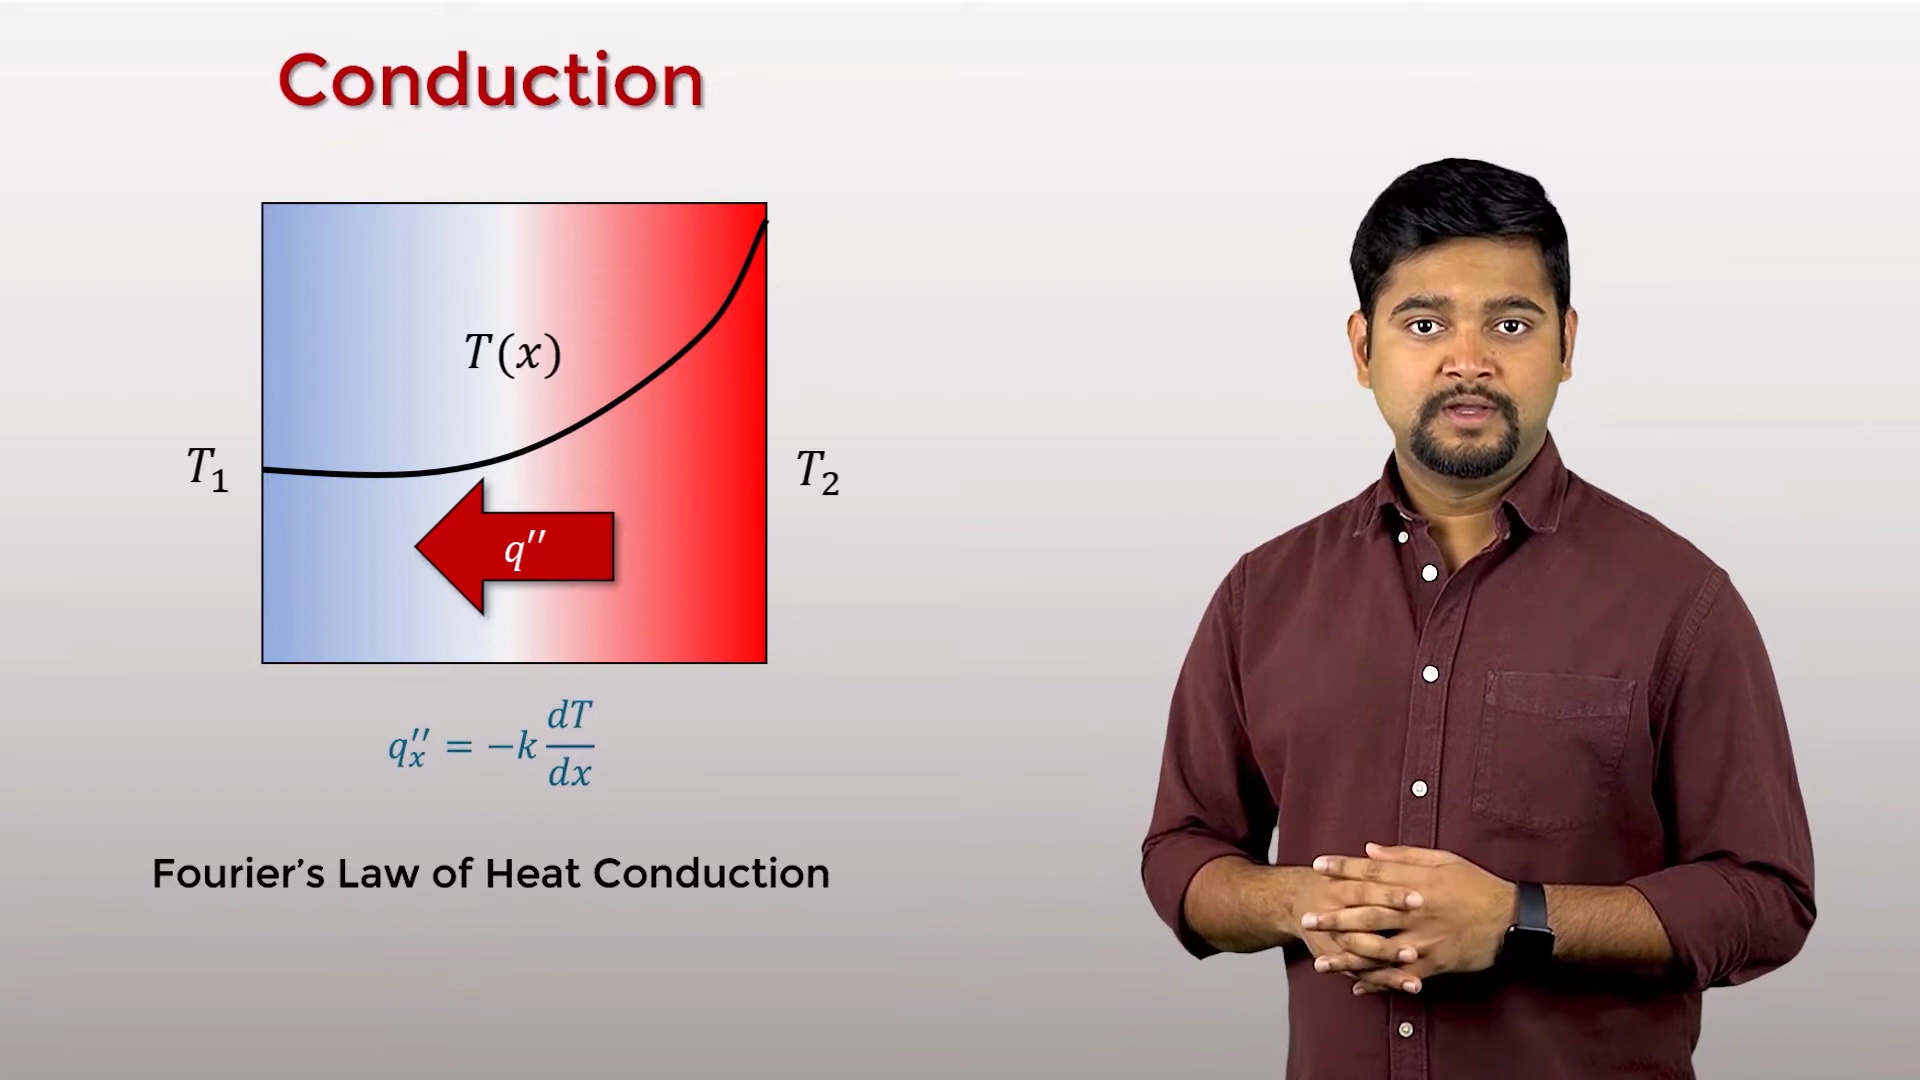 Conduction
T(x)
T₁
T₂
q′′
q′′ₓ = −k dT/dx
Fourier’s Law of Heat Conduction